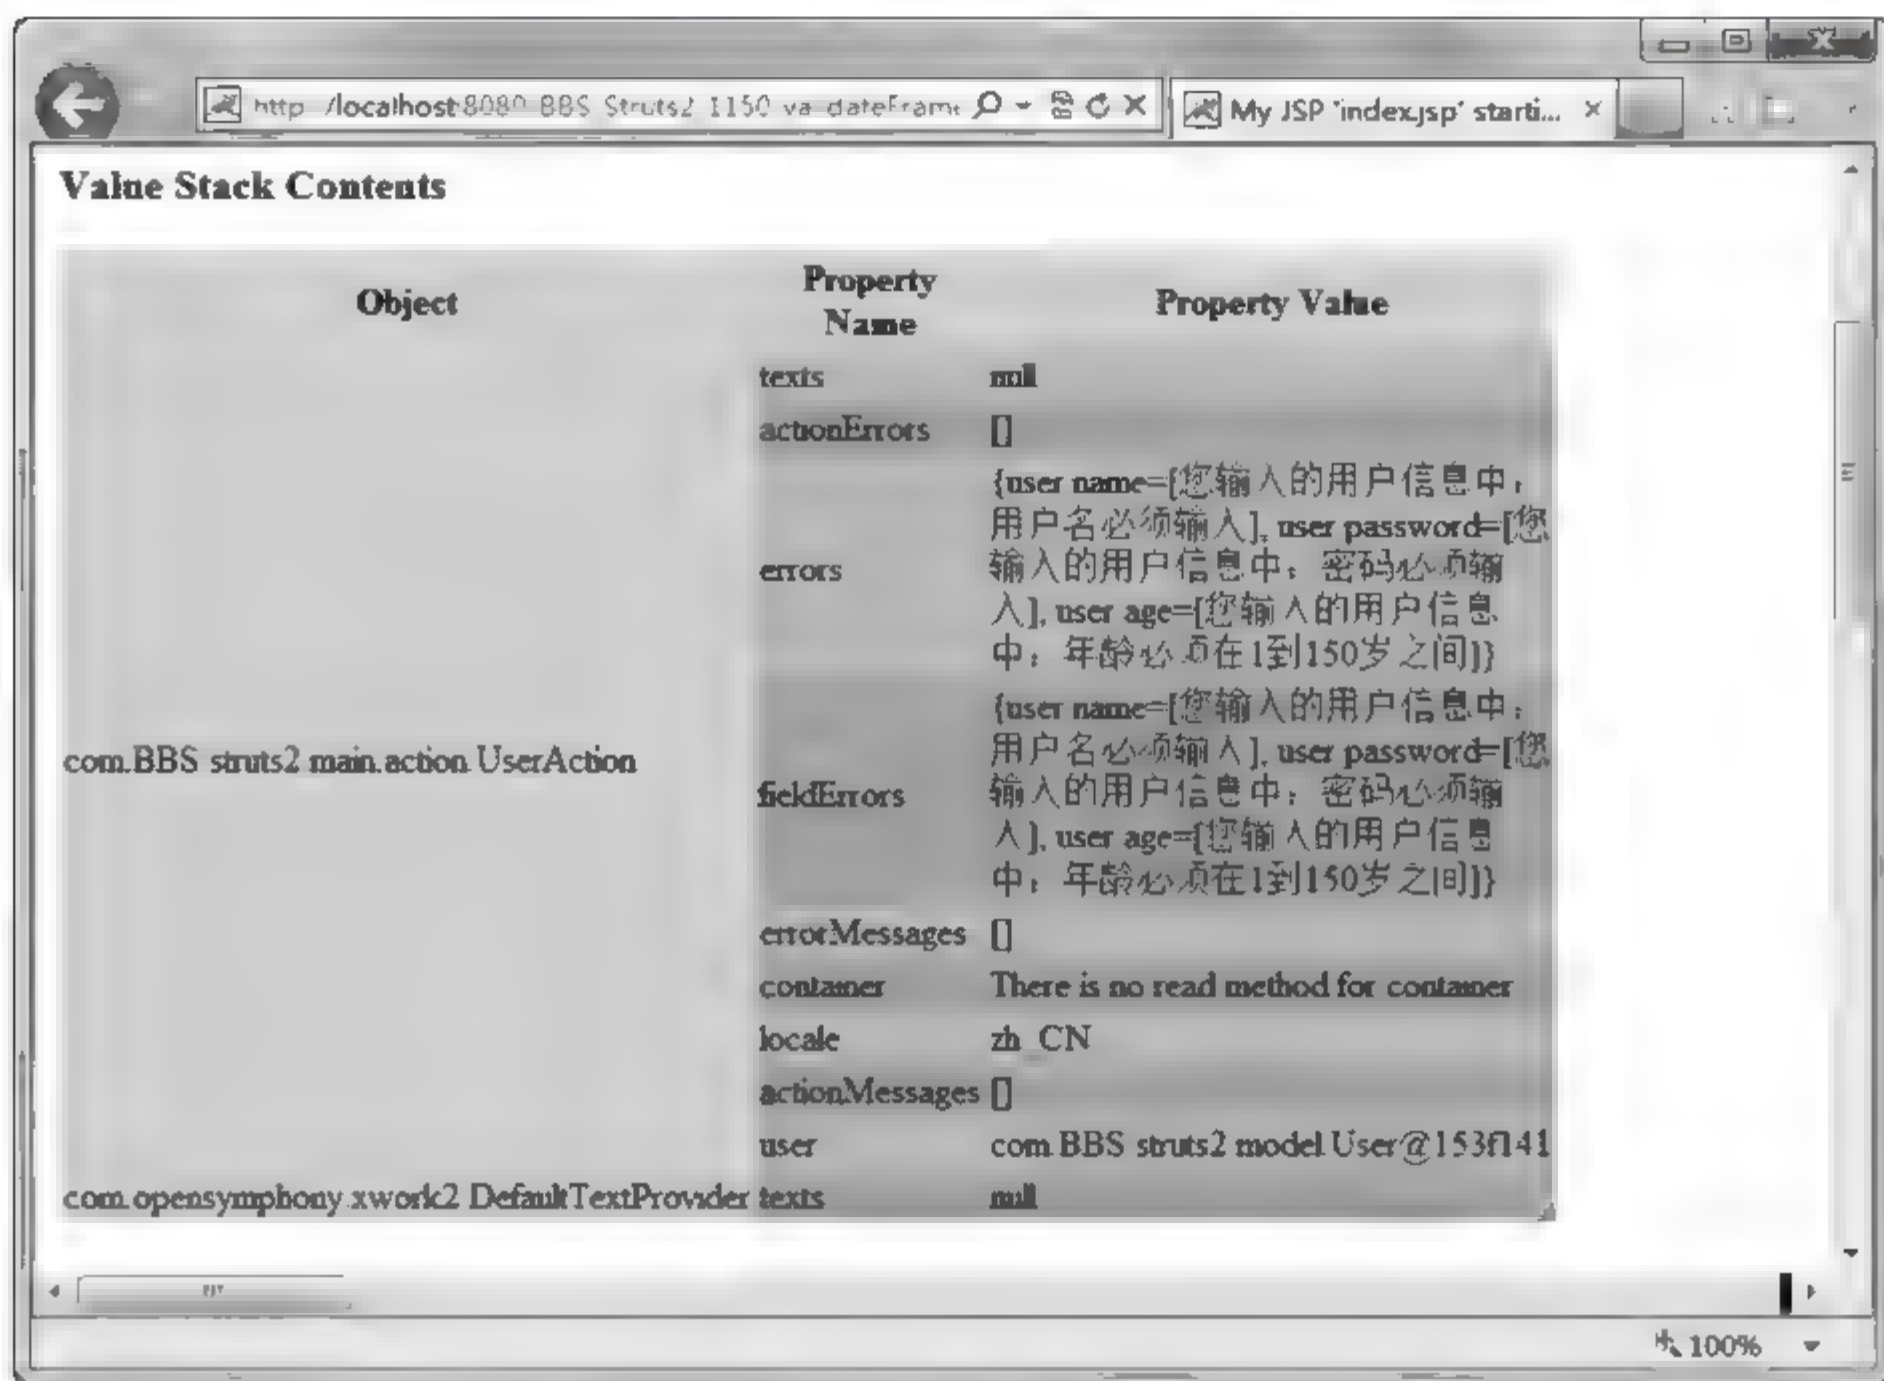 http //localhost:8080 BBS Struts2 1150 va dateFrame
My JSP 'index.jsp' starti...
Value Stack Contents
Object
Property Name
Property Value
texts null
actionErrors []
errors
{user name=[您输入的用户信息中：
用户名必须输入], user password=[您
输入的用户信息中：密码必须输
入], user age=[您输入的用户信息
中：年龄必须在1到150岁之间]}
com.BBS struts2 main.action UserAction
fieldErrors
{user name=[您输入的用户信息中：
用户名必须输入], user password=[您
输入的用户信息中：密码必须输
入], user age=[您输入的用户信息
中：年龄必须在1到150岁之间]}
errorMessages []
container There is no read method for container
locale zh_CN
actionMessages []
user com BBS struts2 model User@153f141
com.opensymphony.xwork2 DefaultTextProvider texts null
100%